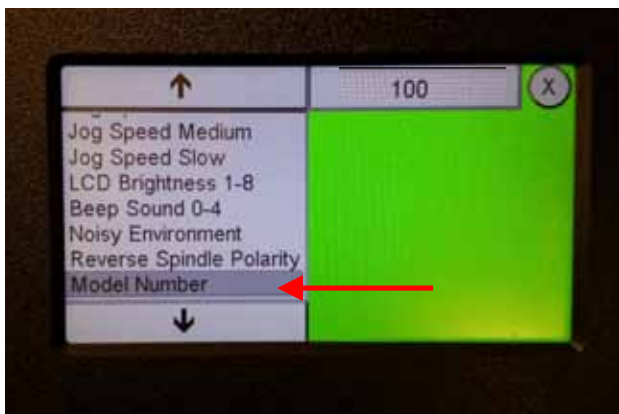 ↑ 100 X
Jog Speed Medium
Jog Speed Slow
LCD Brightness 1-8
Beep Sound 0-4
Noisy Environment
Reverse Spindle Polarity
Model Number
↓